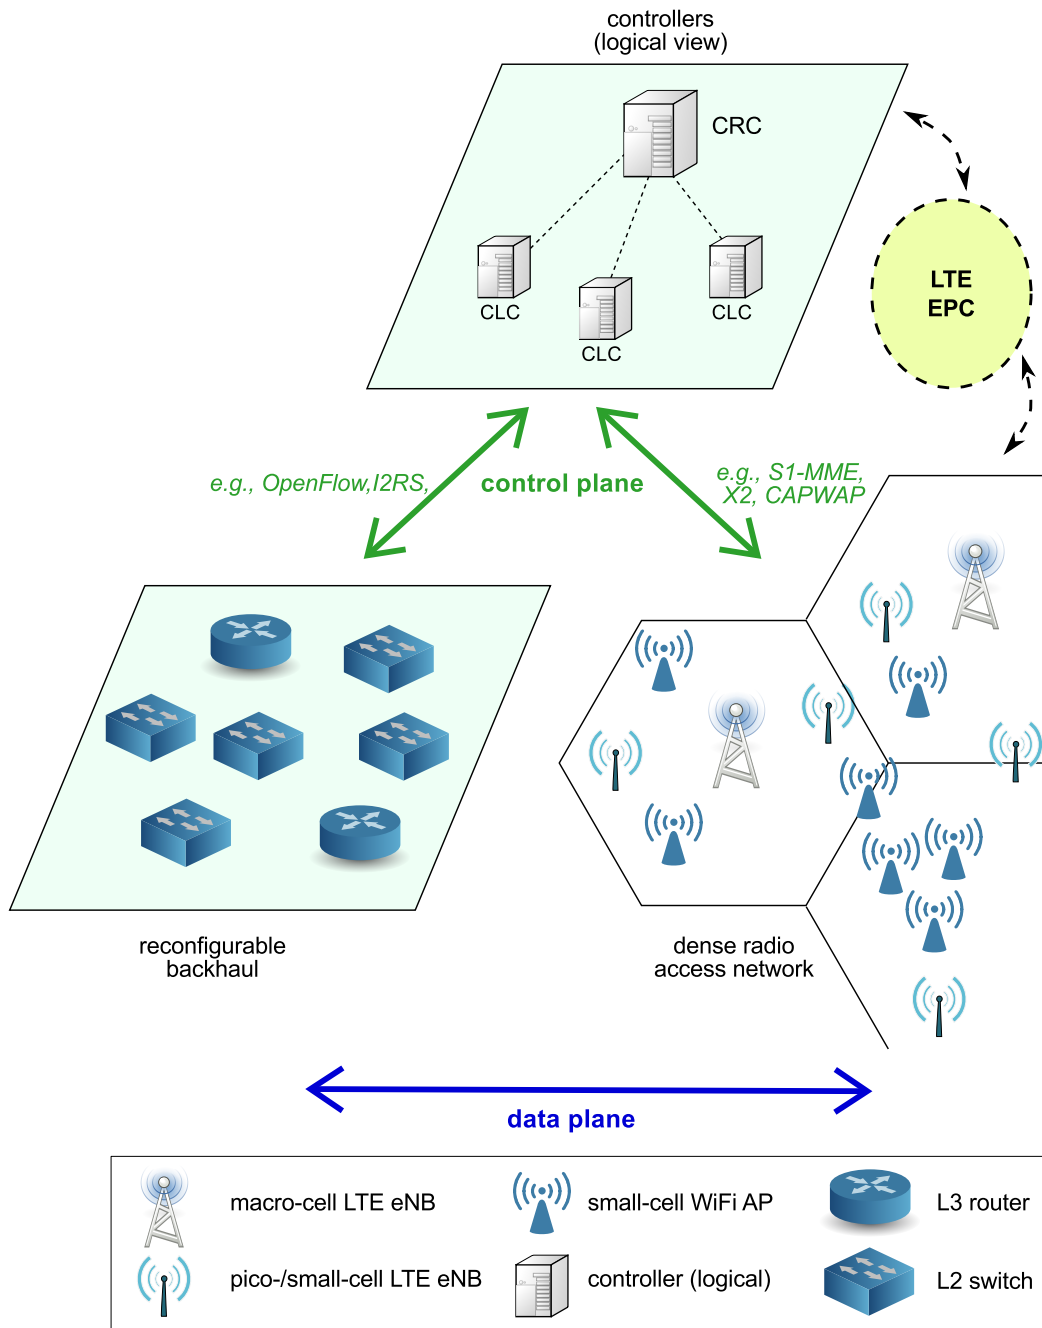 controllers
(logical view)
CRC
CLC
CLC
CLC
LTE
EPC
e.g., OpenFlow,I2RS,
control plane
e.g., S1-MME,
X2, CAPWAP
reconfigurable
backhaul
dense radio
access network
data plane
macro-cell LTE eNB
small-cell WiFi AP
L3 router
pico-/small-cell LTE eNB
controller (logical)
L2 switch